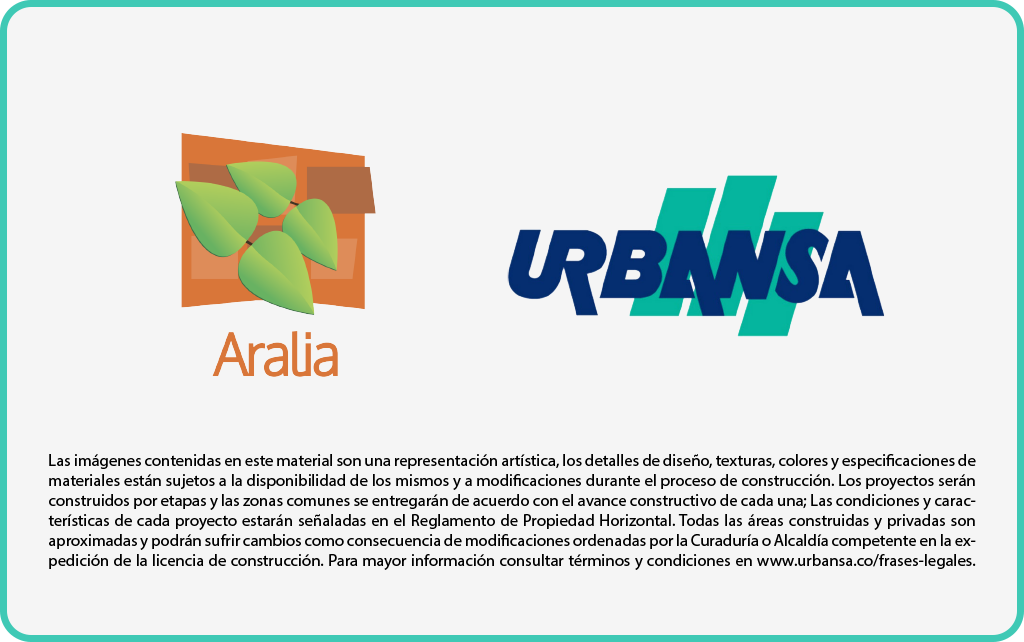 Aralia
URBANSA
Las imágenes contenidas en este material son una representación artística, los detalles de diseño, texturas, colores y especificaciones de
materiales están sujetos a la disponibilidad de los mismos y a modificaciones durante el proceso de construcción. Los proyectos serán
construidos por etapas y las zonas comunes se entregarán de acuerdo con el avance constructivo de cada una; Las condiciones y carac-
terísticas de cada proyecto estarán señaladas en el Reglamento de Propiedad Horizontal. Todas las áreas construidas y privadas son
aproximadas y podrán sufrir cambios como consecuencia de modificaciones ordenadas por la Curaduría o Alcaldía competente en la ex-
pedición de la licencia de construcción. Para mayor información consultar términos y condiciones en www.urbansa.co/frases-legales.